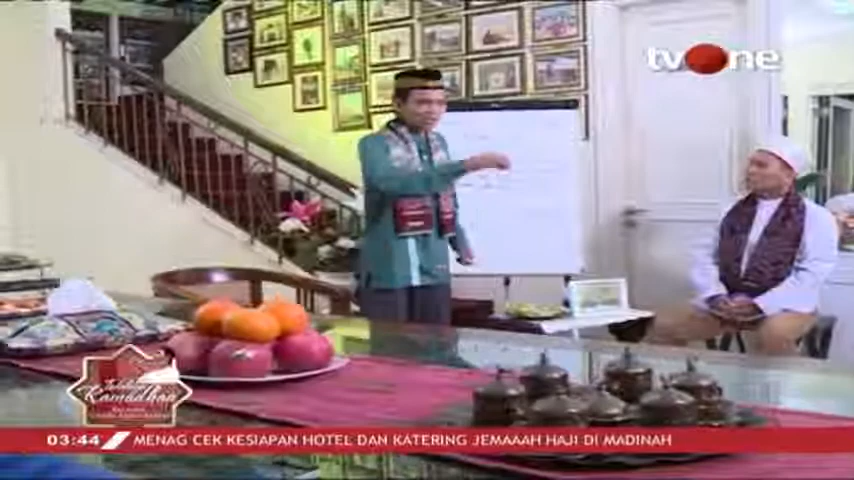 tvOne
Ramadhan
03:44 MENAG CEK KESIAPAN HOTEL DAN KATERING JEMAAAH HAJI DI MADINAH